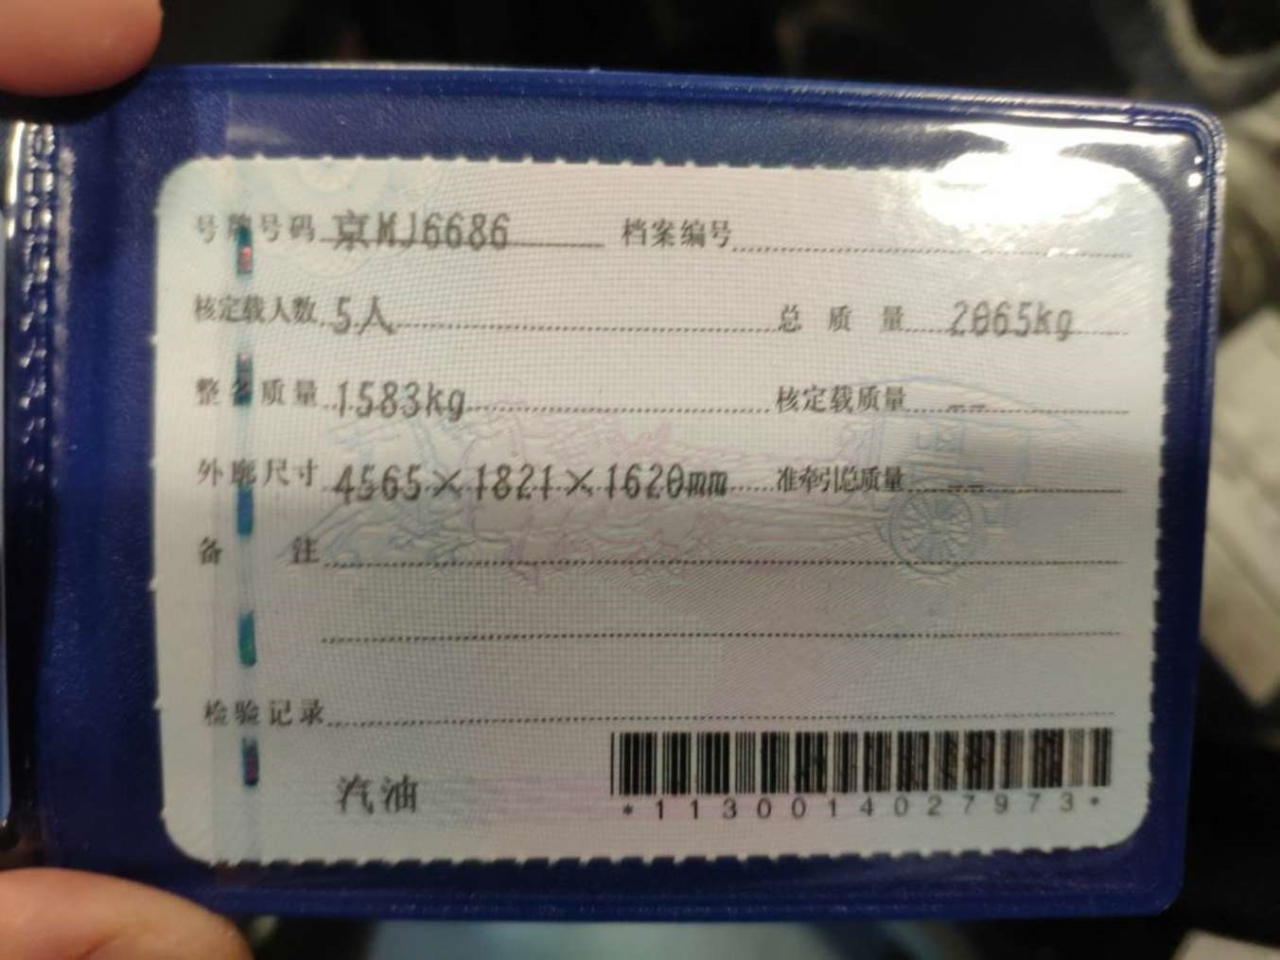 号牌号码 京MJ6686 档案编号
核定载人数 5人 总质量 2065kg
整备质量 1583kg 核定载质量 --
外廓尺寸 4565×1821×1620mm 准牵引总质量 --
备注
检验记录
汽油
*1130014027973*